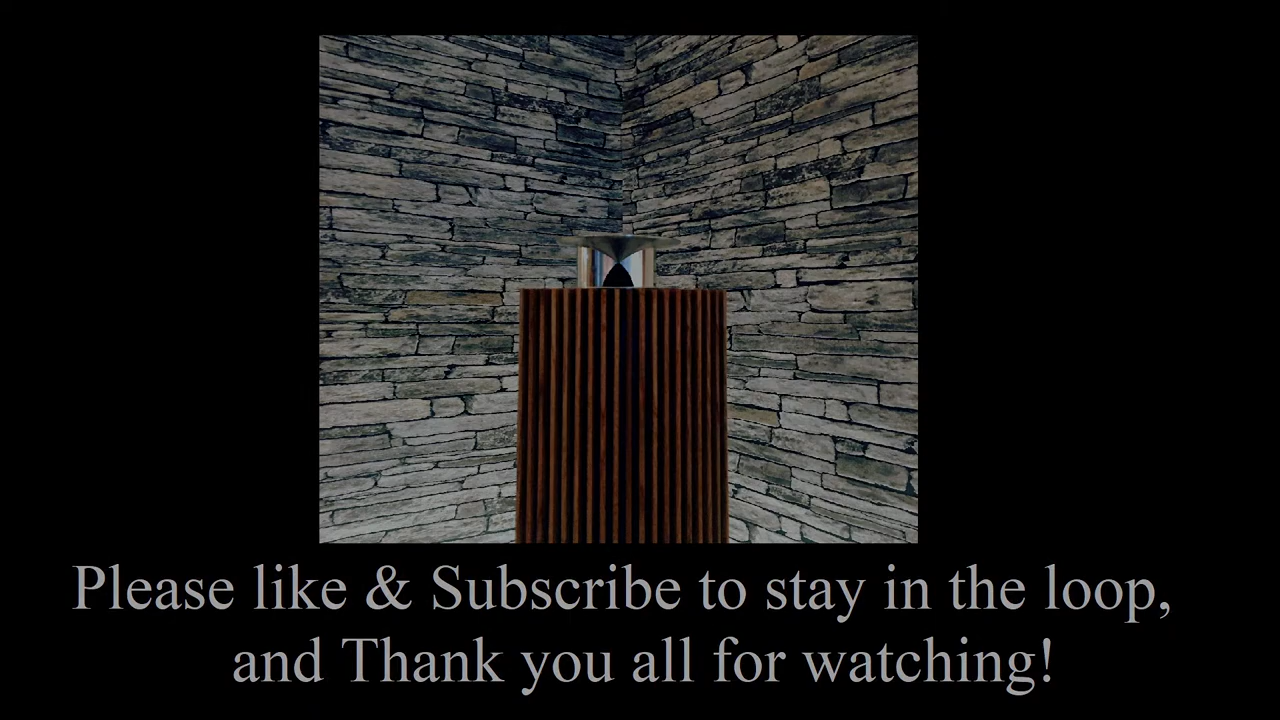 Please like & Subscribe to stay in the loop,
and Thank you all for watching!